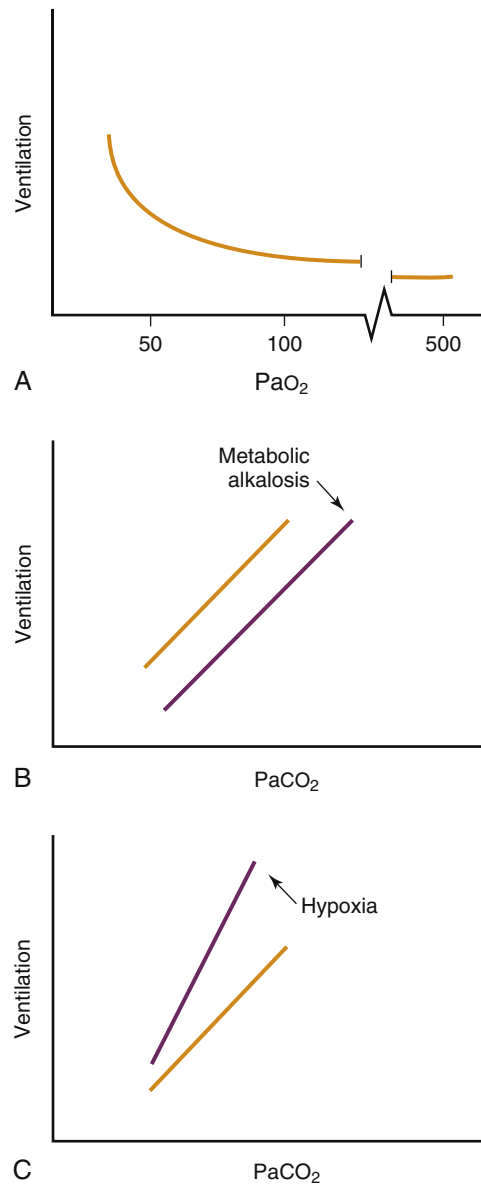 Ventilation
50
100
500
A
PaO₂
Metabolic
alkalosis
Ventilation
B
PaCO₂
Hypoxia
Ventilation
C
PaCO₂